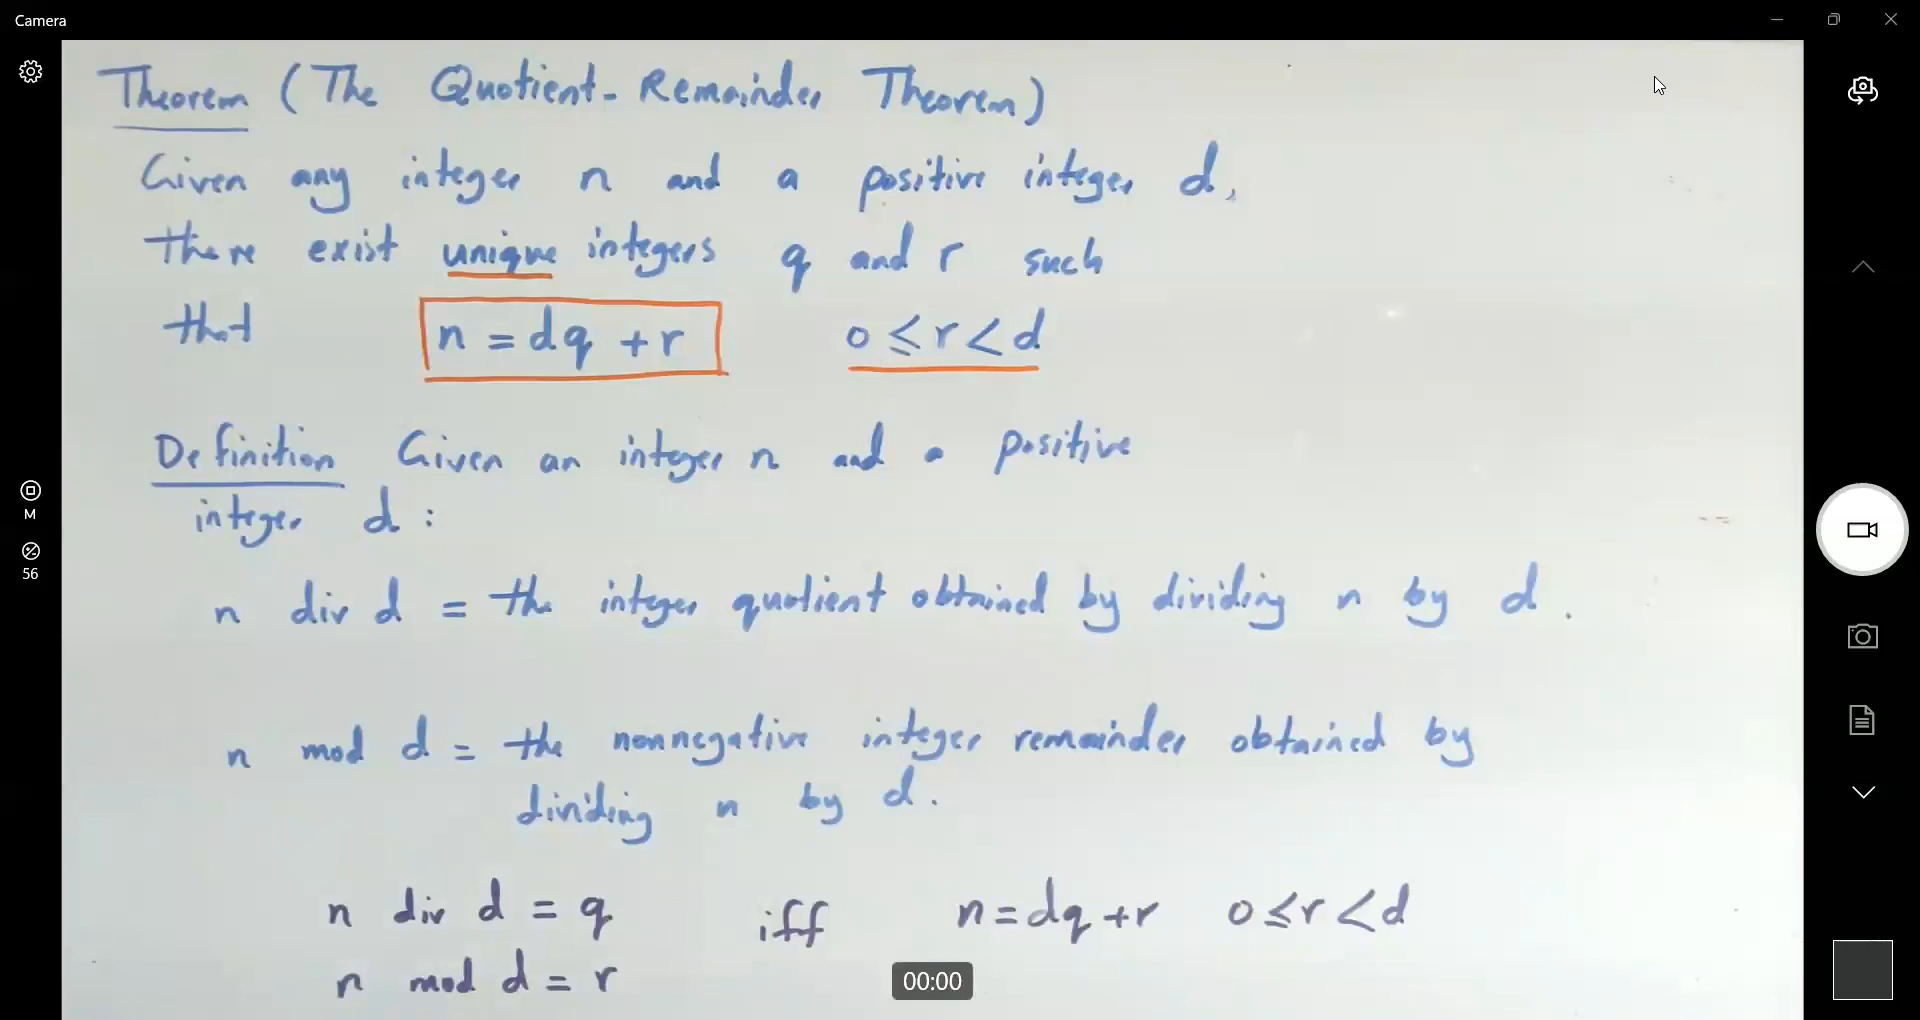 Camera
Theorem (The Quotient-Remainder Theorem)
Given any integer n and a positive integer d,
there exist unique integers q and r such
that n = dq + r 0 ≤ r < d
Definition Given an integer n and a positive
integer d :
n div d = the integer quotient obtained by dividing n by d.
M
56
n mod d = the nonnegative integer remainder obtained by
dividing n by d.
n div d = q iff n = dq + r 0 ≤ r < d
n mod d = r
00:00